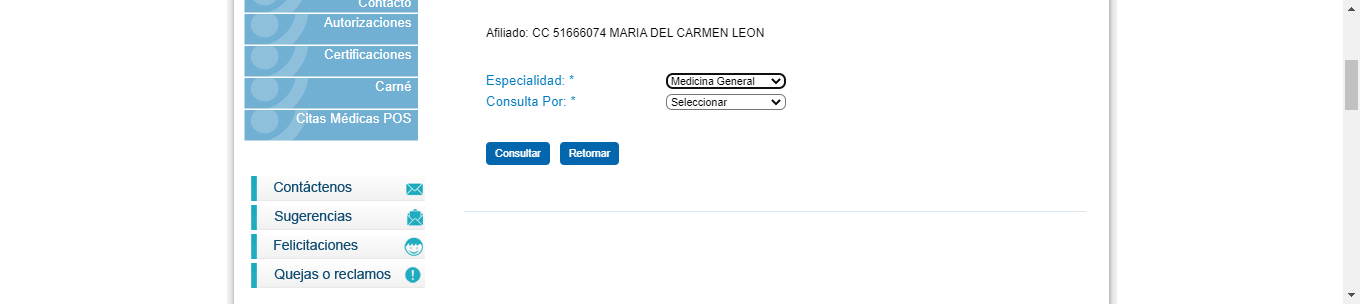 Contacto
Autorizaciones
Certificaciones
Carné
Citas Médicas POS
Contáctenos
Sugerencias
Felicitaciones
Quejas o reclamos
Afiliado: CC 51666074 MARIA DEL CARMEN LEON
Especialidad: * Medicina General
Consulta Por: * Seleccionar
Consultar Retornar